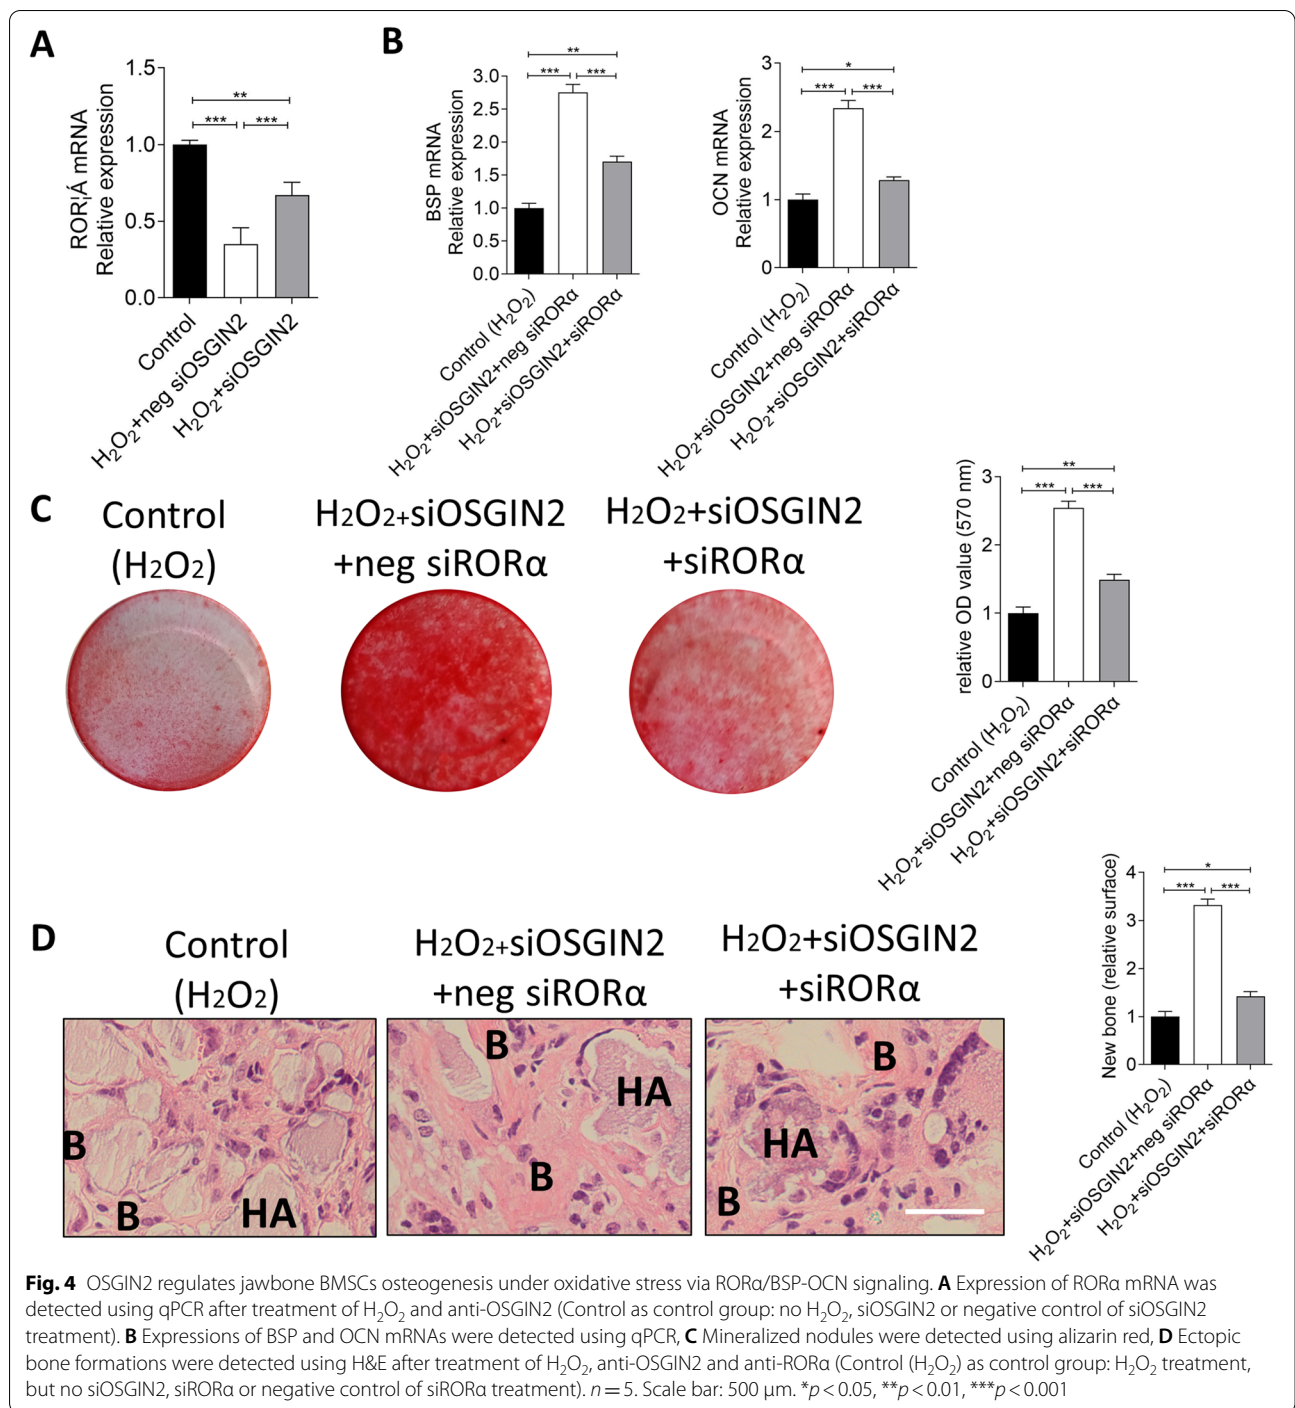 A
ROR¦Á mRNA
Relative expression
1.5
1.0
0.5
0.0
**
*** ***
Control
H₂O₂+neg siOSGIN2
H₂O₂+siOSGIN2
B
BSP mRNA
Relative expression
3.0
2.5
2.0
1.5
1.0
0.5
0.0
**
*** ***
Control (H₂O₂)
H₂O₂+siOSGIN2+neg siRORα
H₂O₂+siOSGIN2+siRORα
OCN mRNA
Relative expression
3
2
1
0
*
*** ***
Control (H₂O₂)
H₂O₂+siOSGIN2+neg siRORα
H₂O₂+siOSGIN2+siRORα
C
Control
(H₂O₂)
H₂O₂+siOSGIN2
+neg siRORα
H₂O₂+siOSGIN2
+siRORα
relative OD value (570 nm)
3
2
1
0
**
*** ***
Control (H₂O₂)
H₂O₂+siOSGIN2+neg siRORα
H₂O₂+siOSGIN2+siRORα
D
Control
(H₂O₂)
H₂O₂+siOSGIN2
+neg siRORα
H₂O₂+siOSGIN2
+siRORα
B
B
HA
B
HA
B
B
HA
B
New bone (relative surface)
4
3
2
1
0
*
*** ***
Control (H₂O₂)
H₂O₂+siOSGIN2+neg siRORα
H₂O₂+siOSGIN2+siRORα
Fig. 4 OSGIN2 regulates jawbone BMSCs osteogenesis under oxidative stress via RORα/BSP-OCN signaling. A Expression of RORα mRNA was
detected using qPCR after treatment of H₂O₂ and anti-OSGIN2 (Control as control group: no H₂O₂, siOSGIN2 or negative control of siOSGIN2
treatment). B Expressions of BSP and OCN mRNAs were detected using qPCR, C Mineralized nodules were detected using alizarin red, D Ectopic
bone formations were detected using H&E after treatment of H₂O₂, anti-OSGIN2 and anti-RORα (Control (H₂O₂) as control group: H₂O₂ treatment,
but no siOSGIN2, siRORα or negative control of siRORα treatment). n = 5. Scale bar: 500 μm. *p < 0.05, **p < 0.01, ***p < 0.001